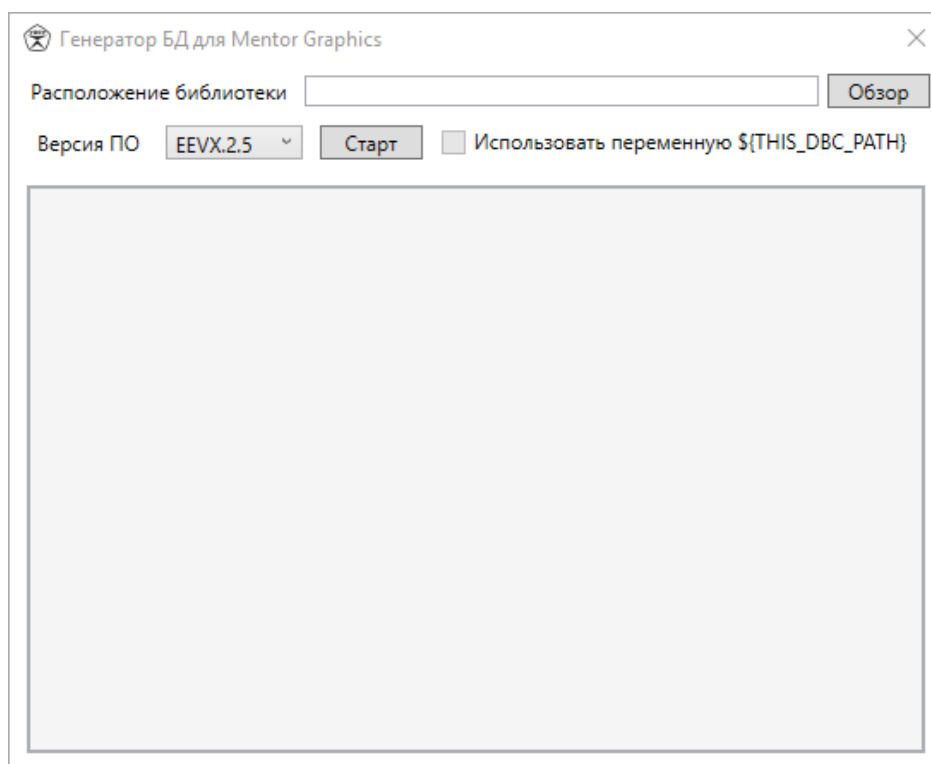 Генератор БД для Mentor Graphics
Расположение библиотеки Обзор
Версия ПО EEVX.2.5 Старт Использовать переменную ${THIS_DBC_PATH}